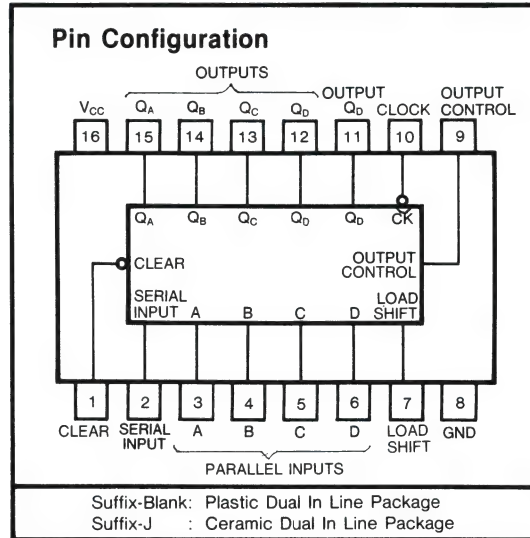 Pin Configuration
OUTPUTS
OUTPUT
OUTPUT
CONTROL
VCC QA QB QC QD QD CLOCK
16 15 14 13 12 11 10 9
QA QB QC QD QD CK
CLEAR
OUTPUT
CONTROL
SERIAL
INPUT A B C D
LOAD
SHIFT
1 2 3 4 5 6 7 8
CLEAR SERIAL
INPUT A B C D LOAD
SHIFT GND
PARALLEL INPUTS
Suffix-Blank: Plastic Dual In Line Package
Suffix-J : Ceramic Dual In Line Package